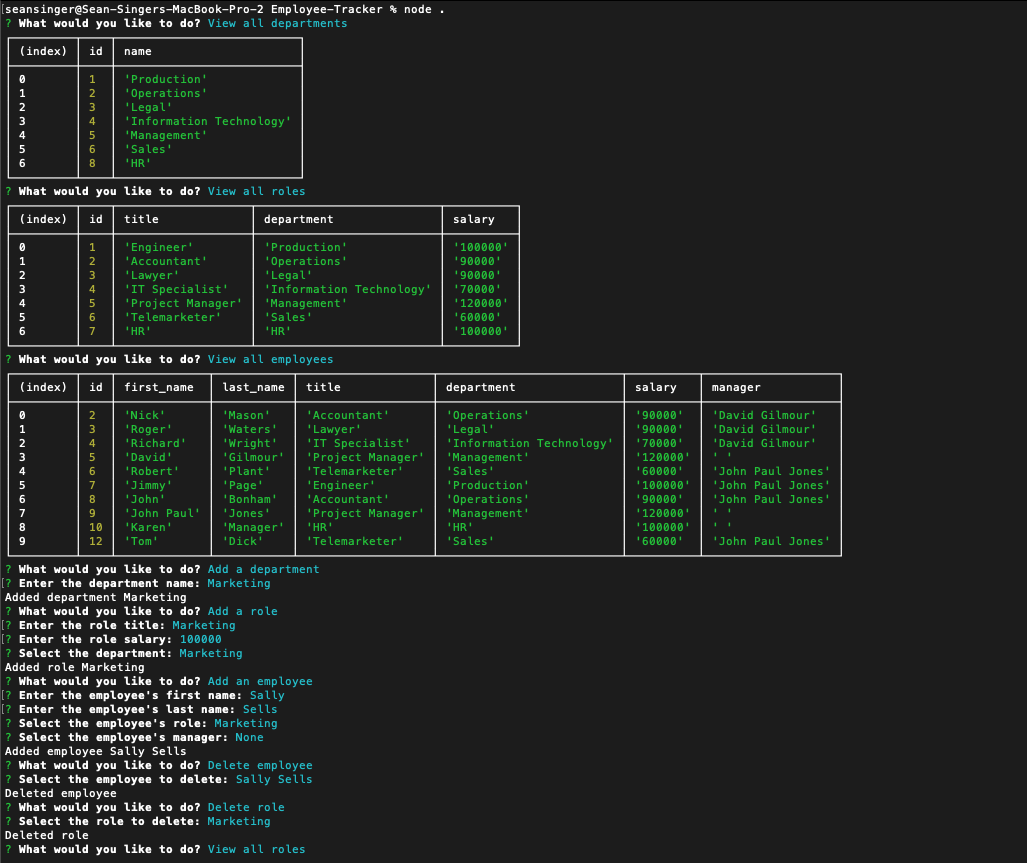 seansinger@Sean-Singers-MacBook-Pro-2 Employee-Tracker % node .
? What would you like to do? View all departments
(index) id name
0 1 'Production'
1 2 'Operations'
2 3 'Legal'
3 4 'Information Technology'
4 5 'Management'
5 6 'Sales'
6 8 'HR'
? What would you like to do? View all roles
(index) id title department salary
0 1 'Engineer' 'Production' '100000'
1 2 'Accountant' 'Operations' '90000'
2 3 'Lawyer' 'Legal' '90000'
3 4 'IT Specialist' 'Information Technology' '70000'
4 5 'Project Manager' 'Management' '120000'
5 6 'Telemarketer' 'Sales' '60000'
6 7 'HR' 'HR' '100000'
? What would you like to do? View all employees
(index) id first_name last_name title department salary manager
0 2 'Nick' 'Mason' 'Accountant' 'Operations' '90000' 'David Gilmour'
1 3 'Roger' 'Waters' 'Lawyer' 'Legal' '90000' 'David Gilmour'
2 4 'Richard' 'Wright' 'IT Specialist' 'Information Technology' '70000' 'David Gilmour'
3 5 'David' 'Gilmour' 'Project Manager' 'Management' '120000' ' '
4 6 'Robert' 'Plant' 'Telemarketer' 'Sales' '60000' 'John Paul Jones'
5 7 'Jimmy' 'Page' 'Engineer' 'Production' '100000' 'John Paul Jones'
6 8 'John' 'Bonham' 'Accountant' 'Operations' '90000' 'John Paul Jones'
7 9 'John Paul' 'Jones' 'Project Manager' 'Management' '120000' ' '
8 10 'Karen' 'Manager' 'HR' 'HR' '100000' ' '
9 12 'Tom' 'Dick' 'Telemarketer' 'Sales' '60000' 'John Paul Jones'
? What would you like to do? Add a department
[? Enter the department name: Marketing
Added department Marketing
? What would you like to do? Add a role
[? Enter the role title: Marketing
[? Enter the role salary: 100000
? Select the department: Marketing
Added role Marketing
? What would you like to do? Add an employee
[? Enter the employee's first name: Sally
[? Enter the employee's last name: Sells
? Select the employee's role: Marketing
? Select the employee's manager: None
Added employee Sally Sells
? What would you like to do? Delete employee
? Select the employee to delete: Sally Sells
Deleted employee
? What would you like to do? Delete role
? Select the role to delete: Marketing
Deleted role
? What would you like to do? View all roles